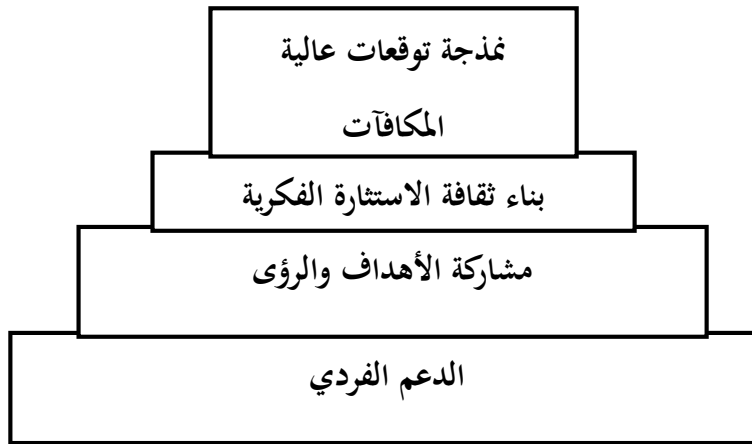 نمذجة توقعات عالية
المكافآت
بناء ثقافة الاستثارة الفكرية
مشاركة الأهداف والرؤى
الدعم الفردي